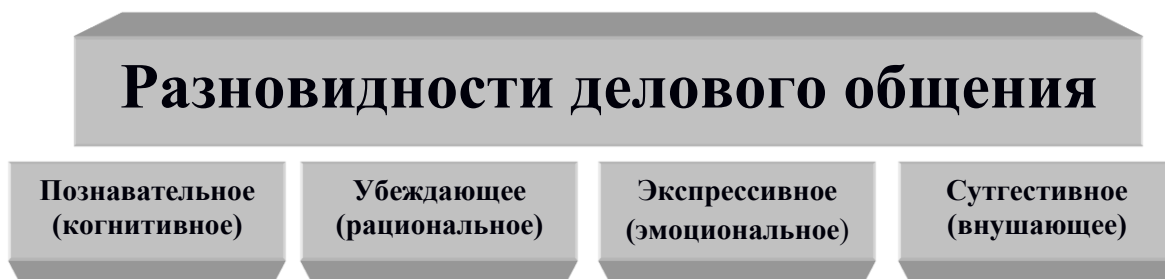 Разновидности делового общения
Познавательное
(когнитивное)
Убеждающее
(рациональное)
Экспрессивное
(эмоциональное)
Сутгестивное
(внушающее)